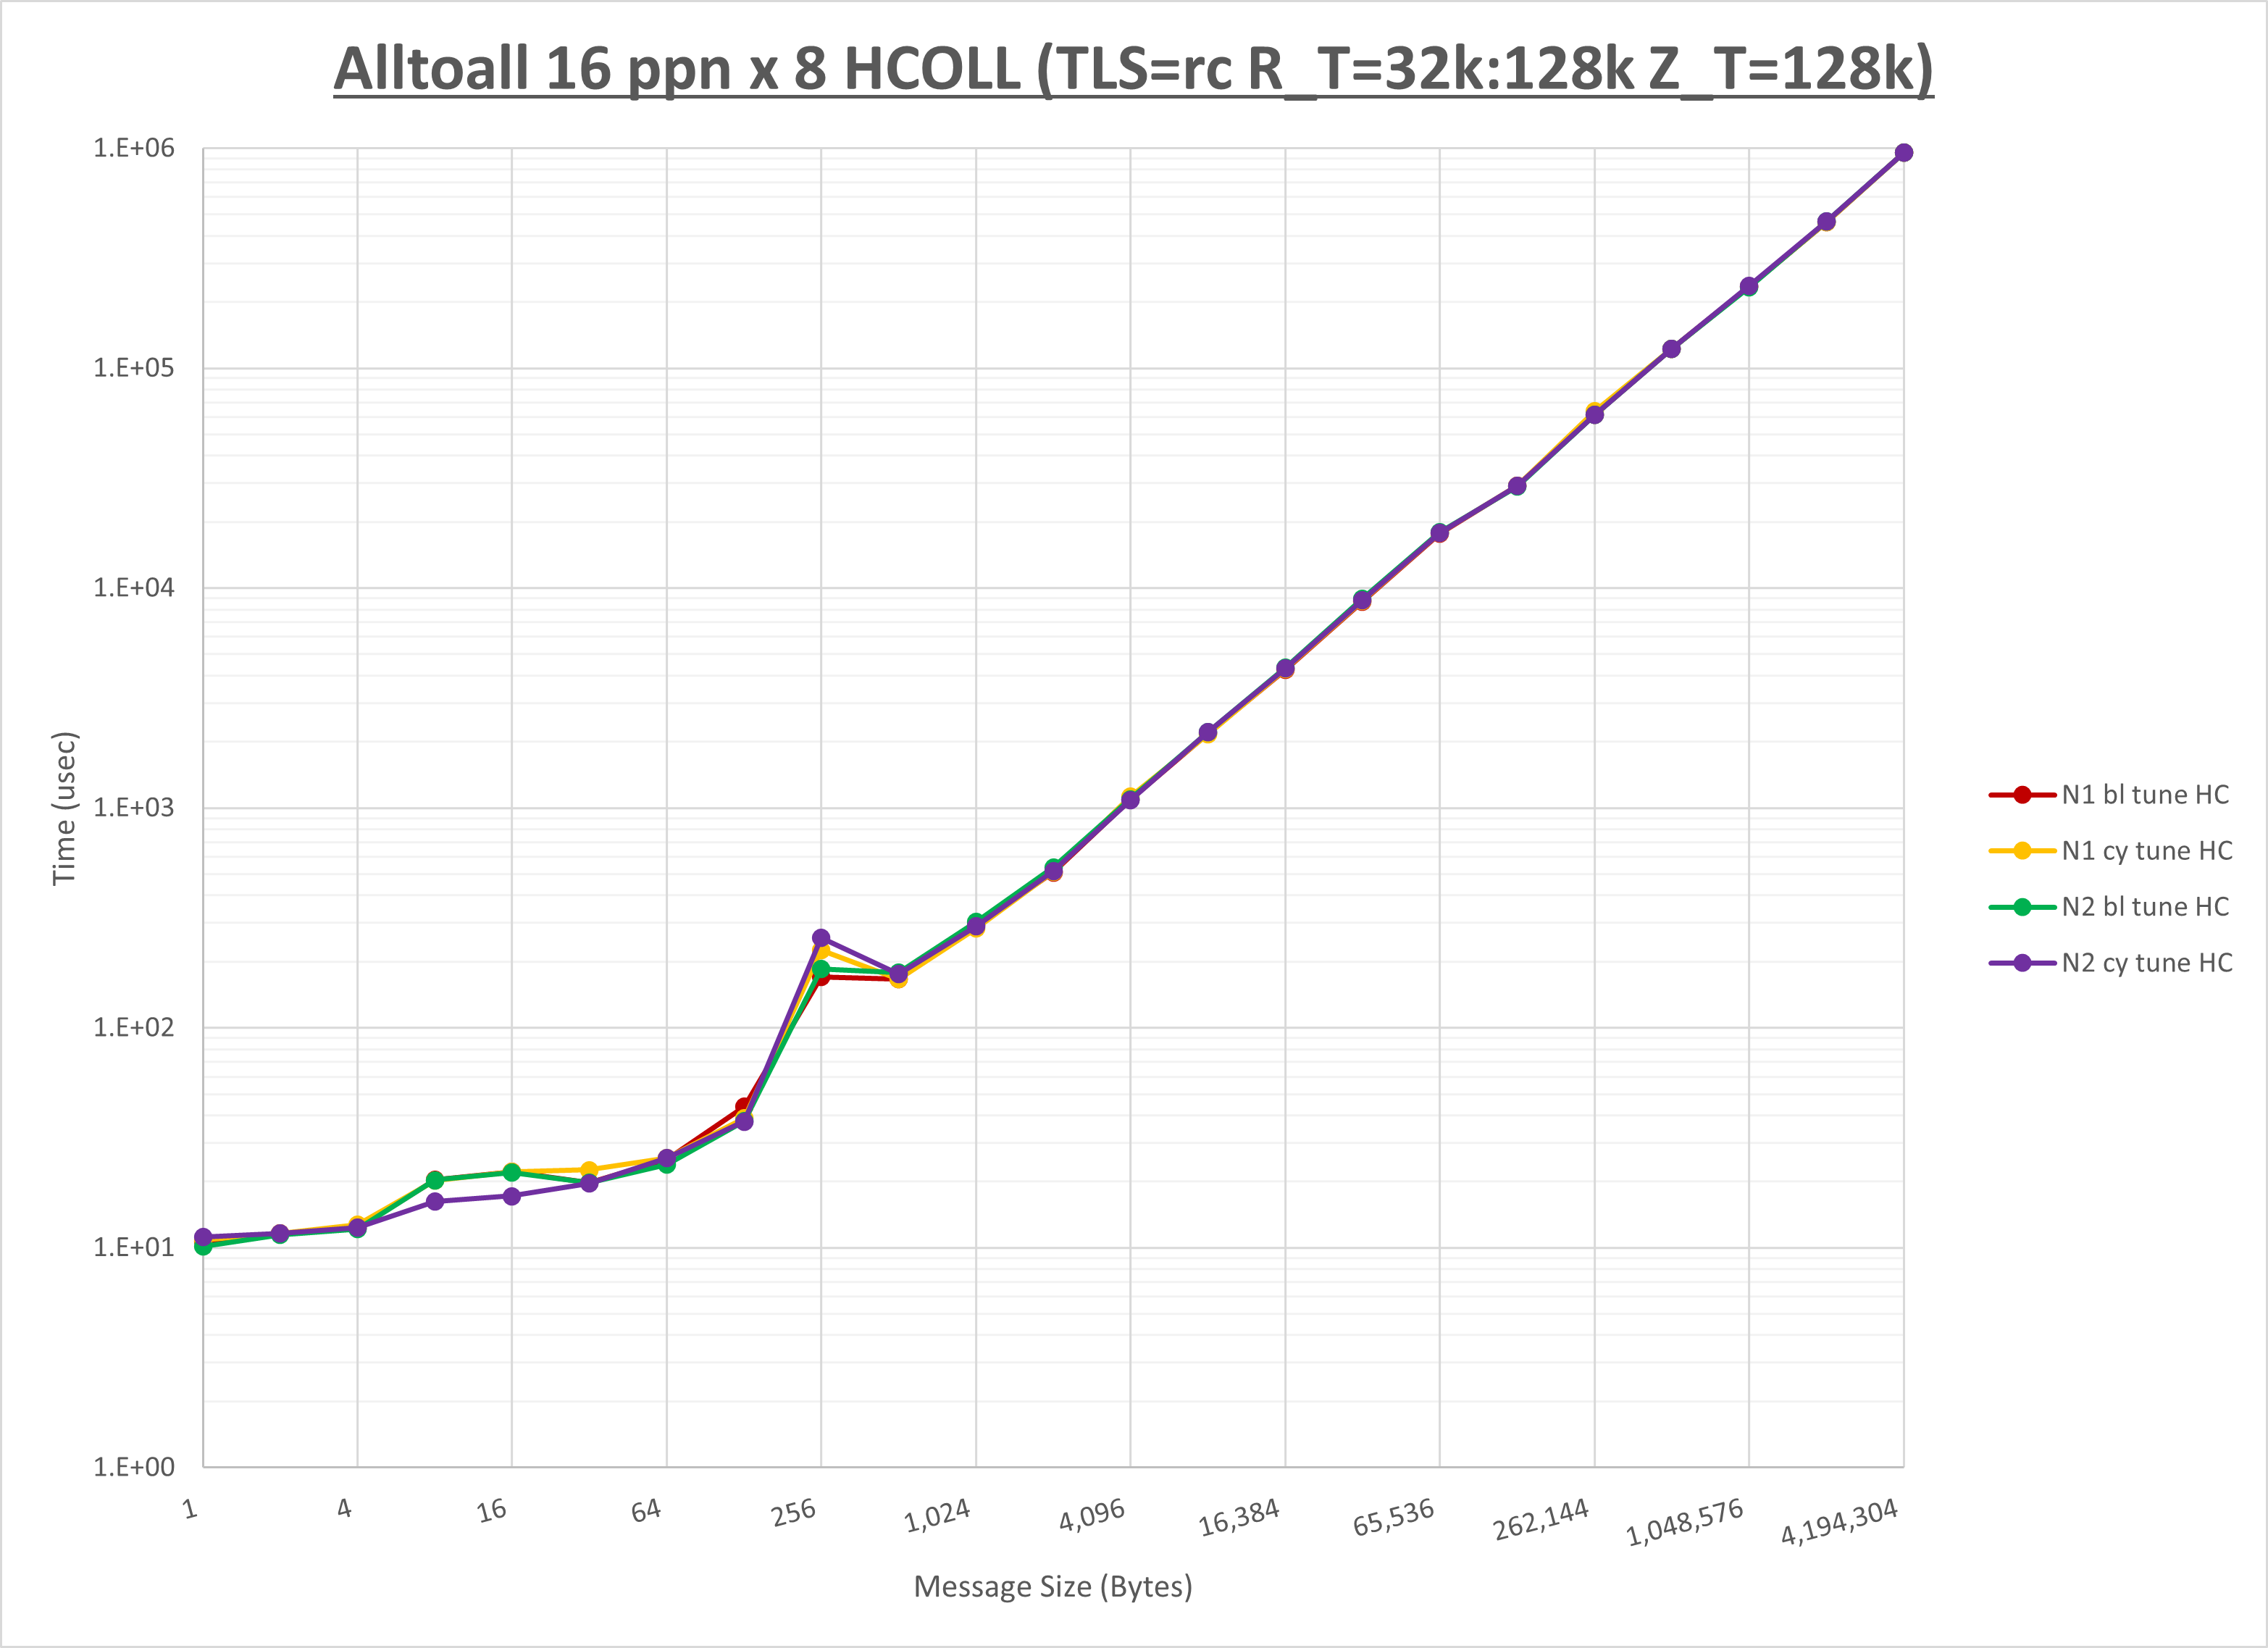 Alltoall 16 ppn x 8 HCOLL (TLS=rc R_T=32k:128k Z_T=128k)
1.E+06
1.E+05
1.E+04
1.E+03
1.E+02
1.E+01
1.E+00
Time (usec)
1
4
16
64
256
1,024
4,096
16,384
65,536
262,144
1,048,576
4,194,304
Message Size (Bytes)
N1 bl tune HC
N1 cy tune HC
N2 bl tune HC
N2 cy tune HC